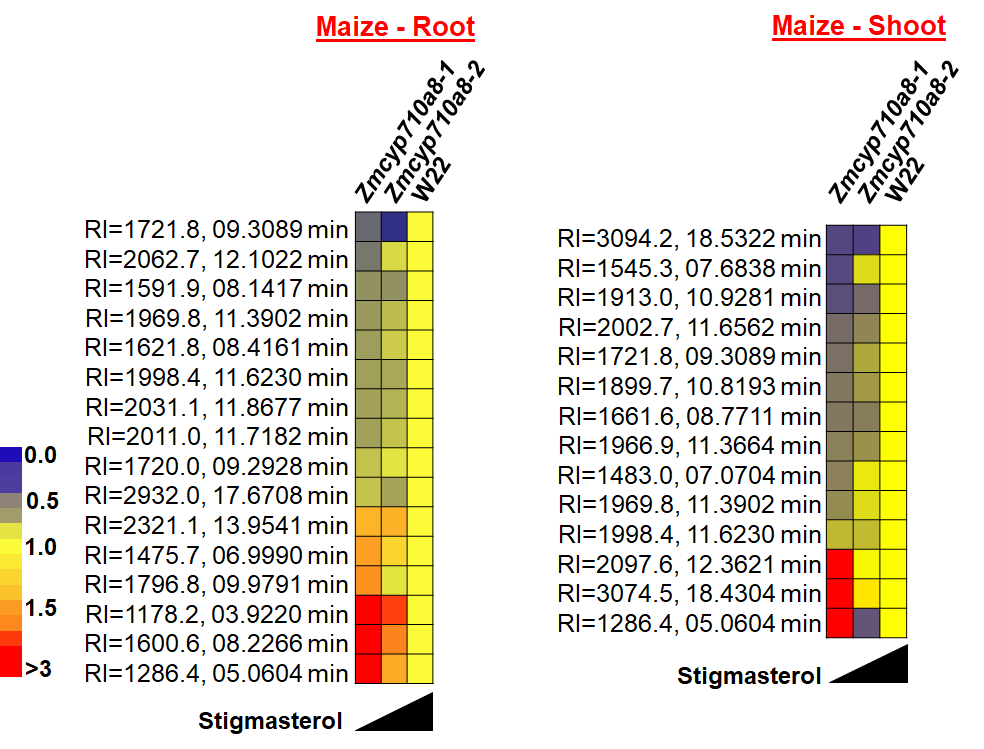 Maize - Root
Zmcyp710a8-1
Zmcyp710a8-2
W22
RI=1721.8, 09.3089 min
RI=2062.7, 12.1022 min
RI=1591.9, 08.1417 min
RI=1969.8, 11.3902 min
RI=1621.8, 08.4161 min
RI=1998.4, 11.6230 min
RI=2031.1, 11.8677 min
RI=2011.0, 11.7182 min
RI=1720.0, 09.2928 min
RI=2932.0, 17.6708 min
RI=2321.1, 13.9541 min
RI=1475.7, 06.9990 min
RI=1796.8, 09.9791 min
RI=1178.2, 03.9220 min
RI=1600.6, 08.2266 min
RI=1286.4, 05.0604 min
Stigmasterol
0.0
0.5
1.0
1.5
>3
Maize - Shoot
Zmcyp710a8-1
Zmcyp710a8-2
W22
RI=3094.2, 18.5322 min
RI=1545.3, 07.6838 min
RI=1913.0, 10.9281 min
RI=2002.7, 11.6562 min
RI=1721.8, 09.3089 min
RI=1899.7, 10.8193 min
RI=1661.6, 08.7711 min
RI=1966.9, 11.3664 min
RI=1483.0, 07.0704 min
RI=1969.8, 11.3902 min
RI=1998.4, 11.6230 min
RI=2097.6, 12.3621 min
RI=3074.5, 18.4304 min
RI=1286.4, 05.0604 min
Stigmasterol